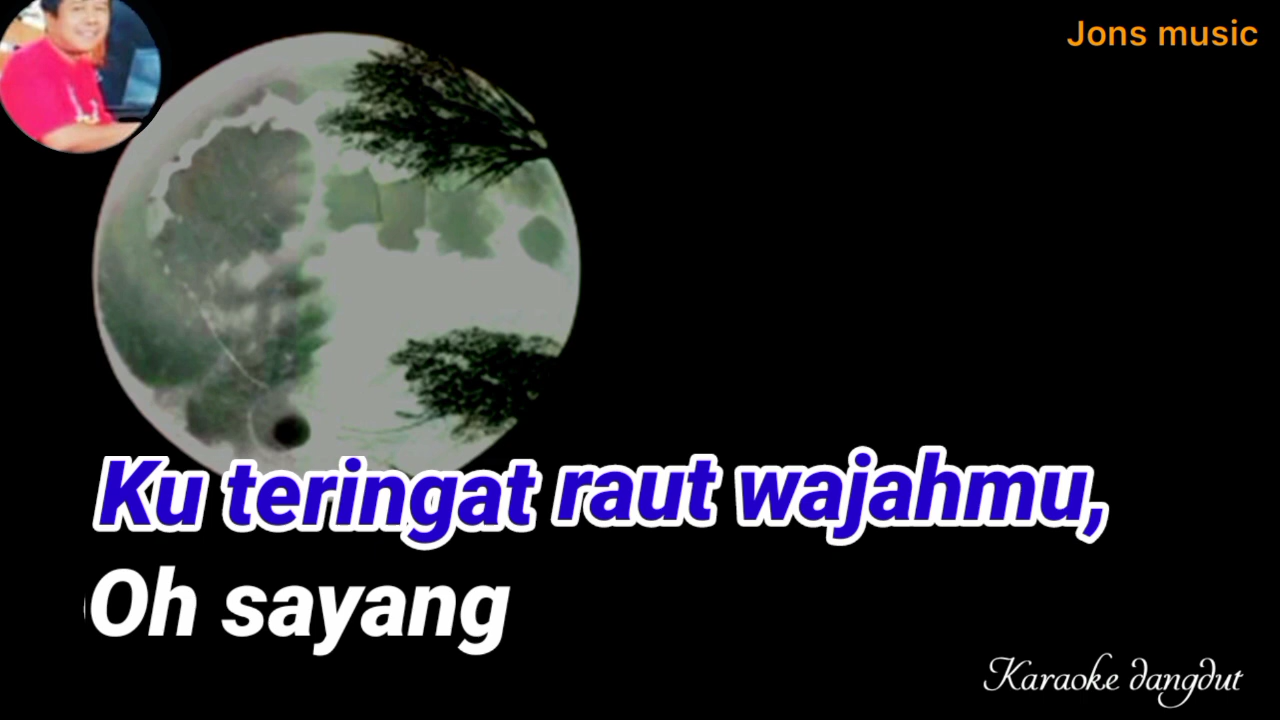 Jons music
Ku teringat raut wajahmu,
Oh sayang
Karaoke dangdut